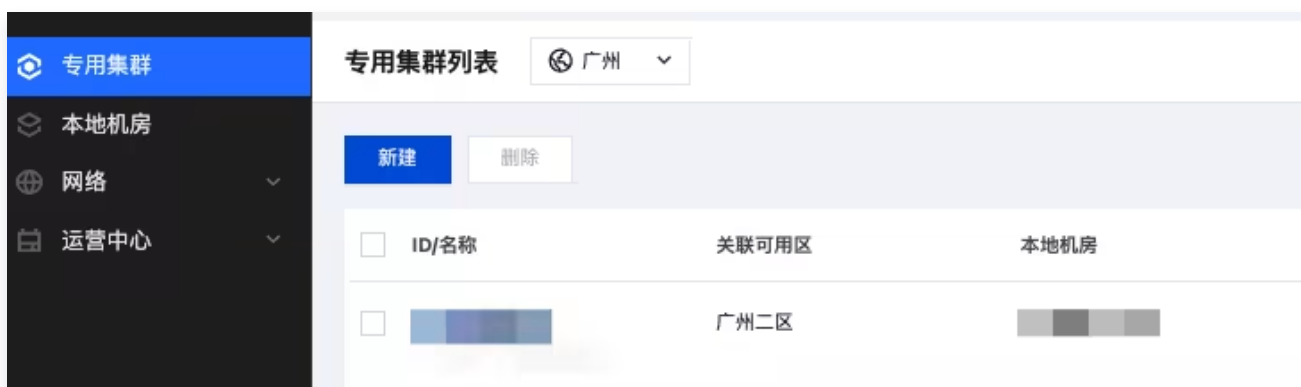 专用集群
本地机房
网络
运营中心
专用集群列表 广州
新建 删除
ID/名称 关联可用区 本地机房
广州二区